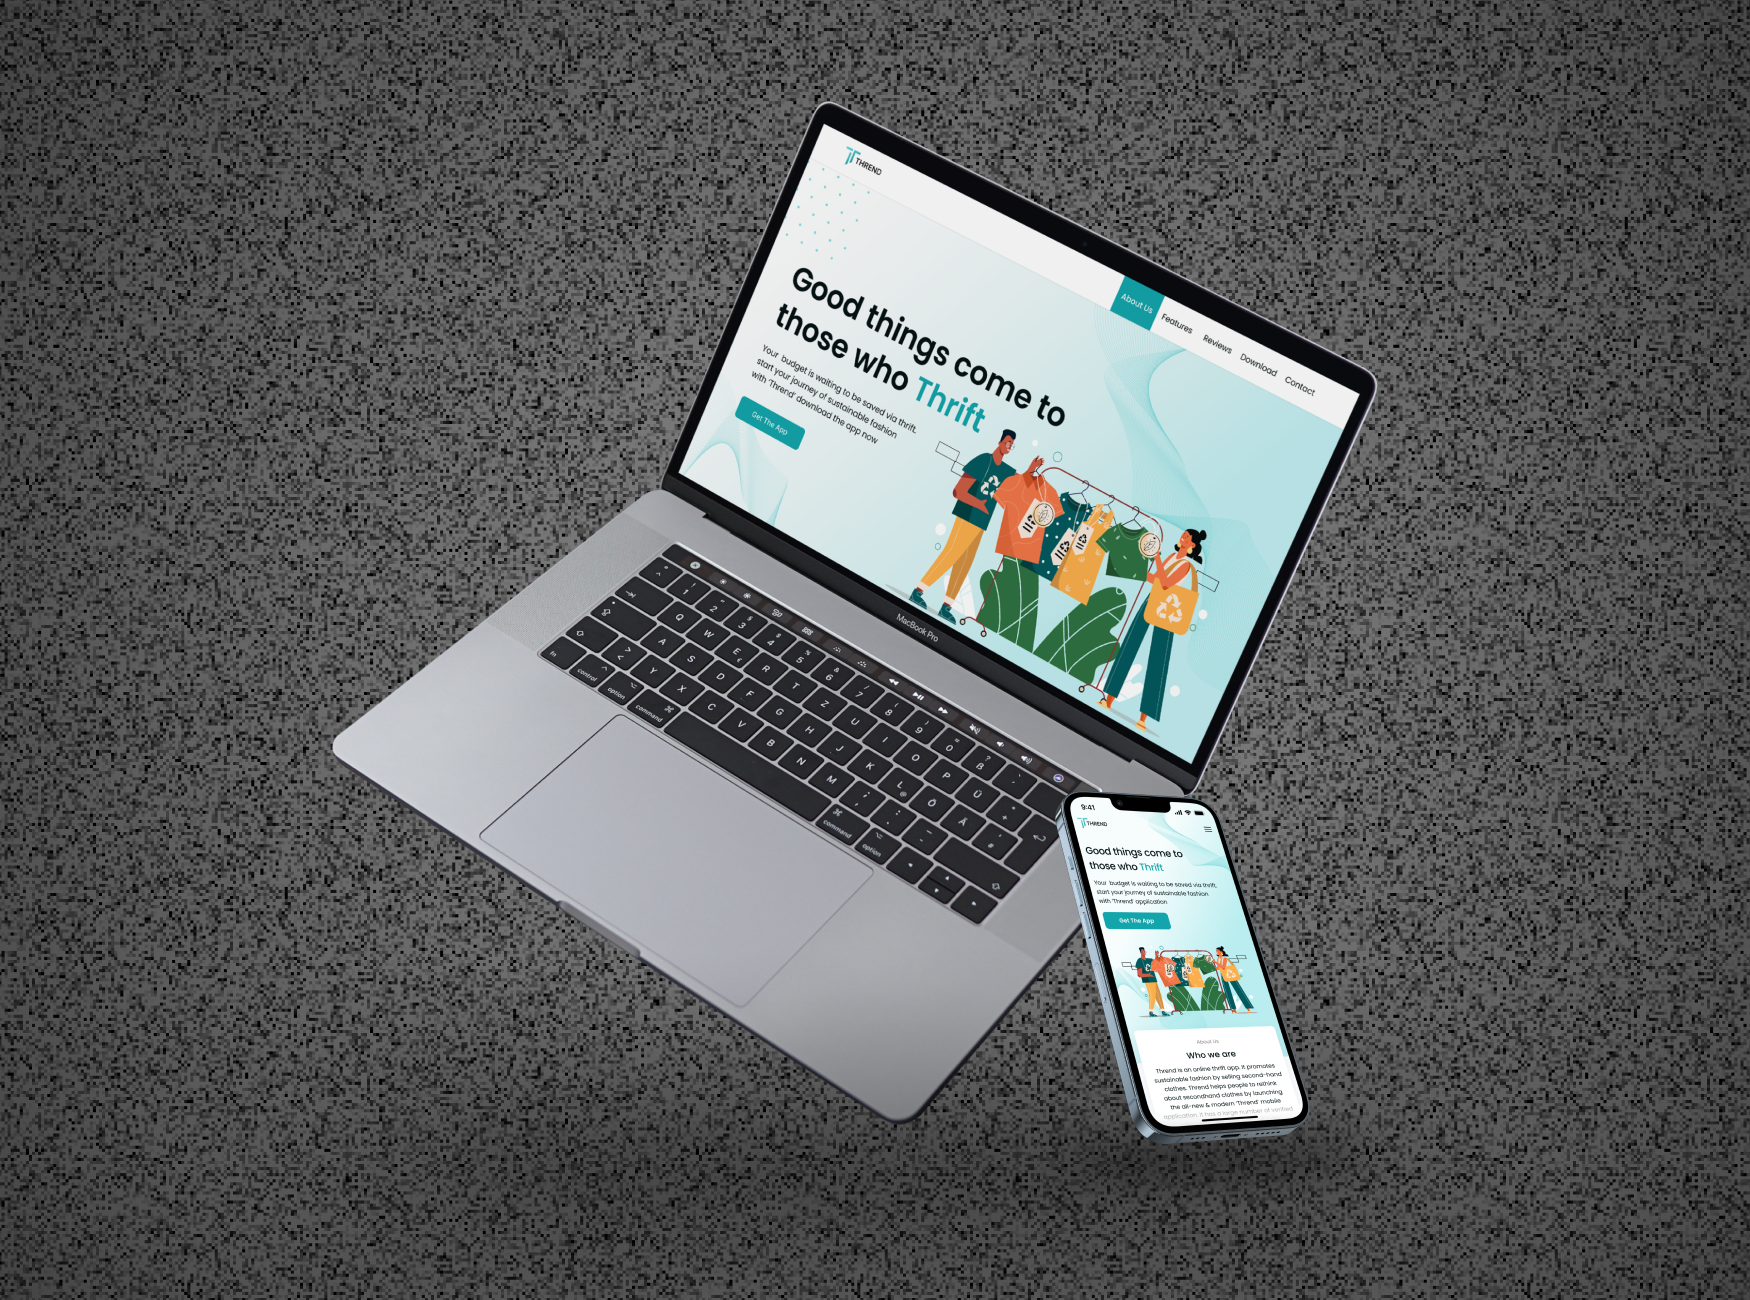 THREND
About Us
Features
Reviews
Download
Contact
Good things come to
those who Thrift
Your budget is waiting to be saved via thrift.
start your journey of sustainable fashion
with 'Thrend' download the app now
Get The App
MacBook Pro
Q W E R T Z U I O P Ü
A S D F G H J K L Ö Ä
Y X C V B N M
fn
control
option
command
command
option
9:41
THREND
Good things come to
those who Thrift
Your budget is waiting to be saved via thrift,
start your journey of sustainable fashion
with 'Thrend' application
Get The App
About Us
Who we are
Thrend is an online thrift app. It promotes
sustainable fashion by selling second-hand
clothes. Thrend helps people to rethink
about secondhand clothes by launching
the all-new & modern 'Thrend' mobile
application. It has a large number of verified